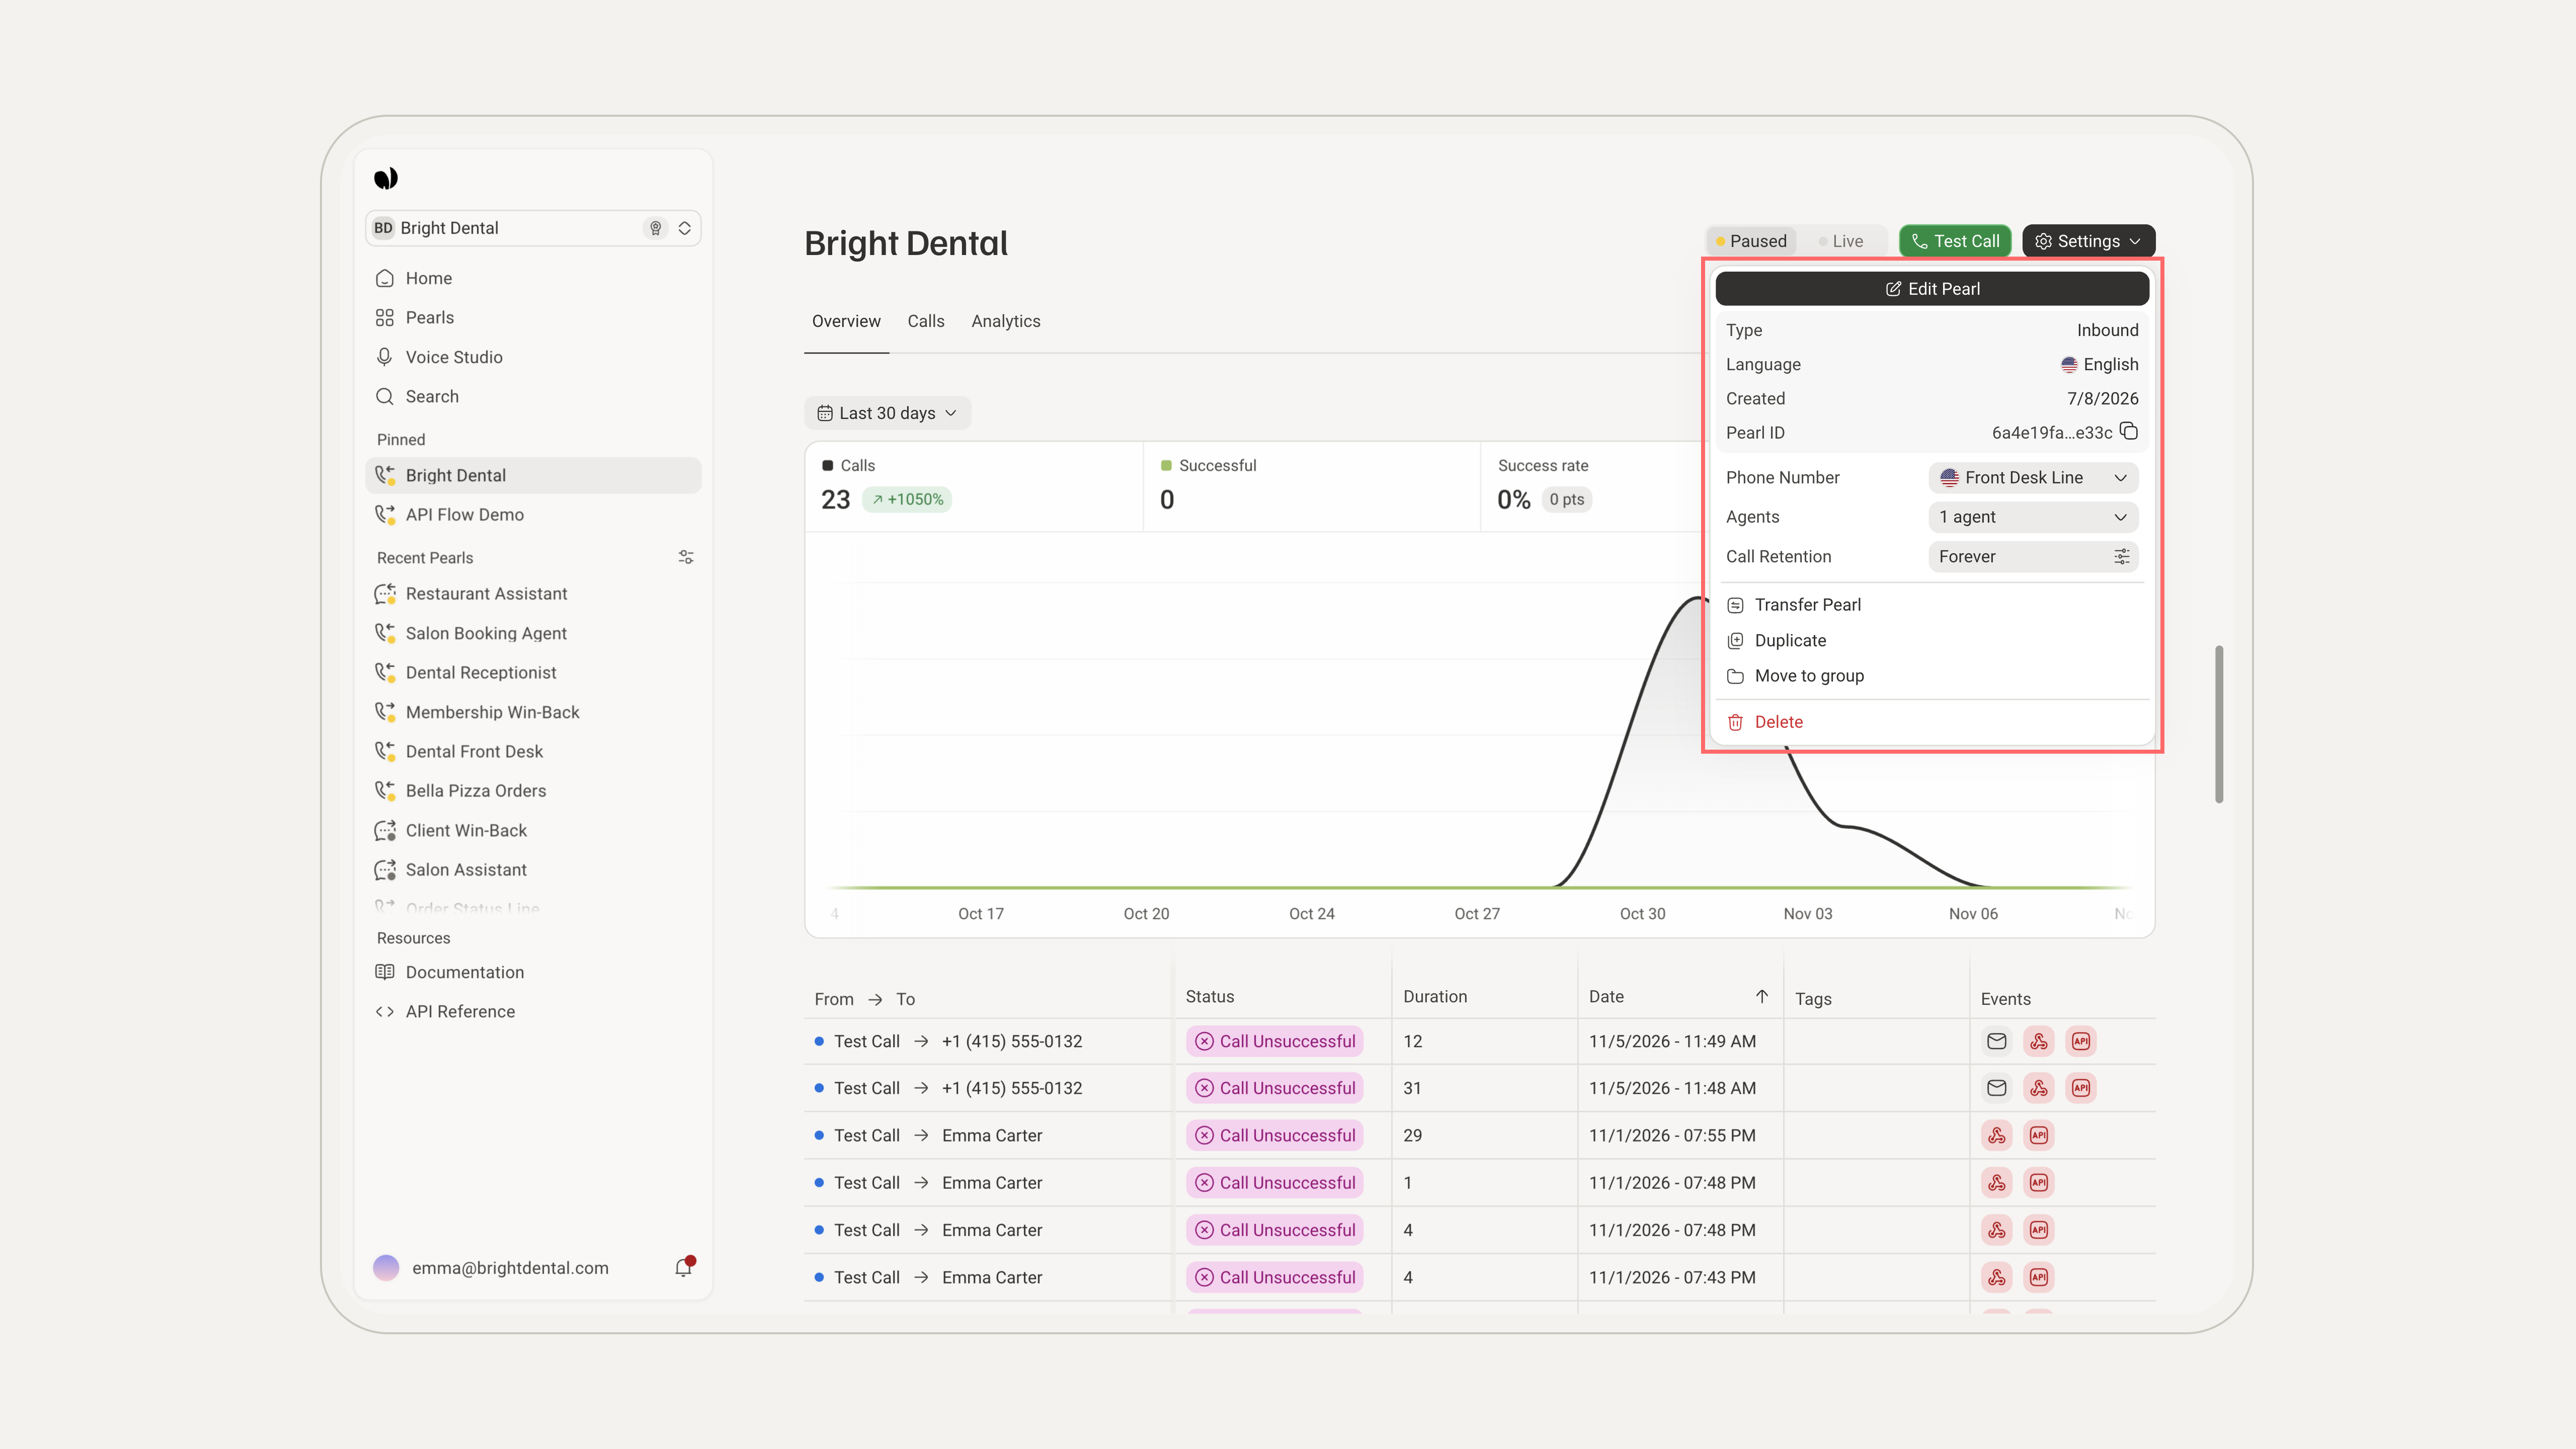 BD Bright Dental
Home
Pearls
Voice Studio
Search
Pinned
Bright Dental
API Flow Demo
Recent Pearls
Restaurant Assistant
Salon Booking Agent
Dental Receptionist
Membership Win-Back
Dental Front Desk
Bella Pizza Orders
Client Win-Back
Salon Assistant
Order Status Line
Resources
Documentation
API Reference
emma@brightdental.com
Bright Dental
Paused Live Test Call Settings
Overview Calls Analytics
Last 30 days
Calls
23 +1050%
Successful
0
Success rate
0% 0 pts
Edit Pearl
Type Inbound
Language English
Created 7/8/2026
Pearl ID 6a4e19fa...e33c
Phone Number Front Desk Line
Agents 1 agent
Call Retention Forever
Transfer Pearl
Duplicate
Move to group
Delete
4 Oct 17 Oct 20 Oct 24 Oct 27 Oct 30 Nov 03 Nov 06
From → To Status Duration Date ↑ Tags Events
Test Call → +1 (415) 555-0132 Call Unsuccessful 12 11/5/2026 - 11:49 AM API
Test Call → +1 (415) 555-0132 Call Unsuccessful 31 11/5/2026 - 11:48 AM API
Test Call → Emma Carter Call Unsuccessful 29 11/1/2026 - 07:55 PM API
Test Call → Emma Carter Call Unsuccessful 1 11/1/2026 - 07:48 PM API
Test Call → Emma Carter Call Unsuccessful 4 11/1/2026 - 07:48 PM API
Test Call → Emma Carter Call Unsuccessful 4 11/1/2026 - 07:43 PM API